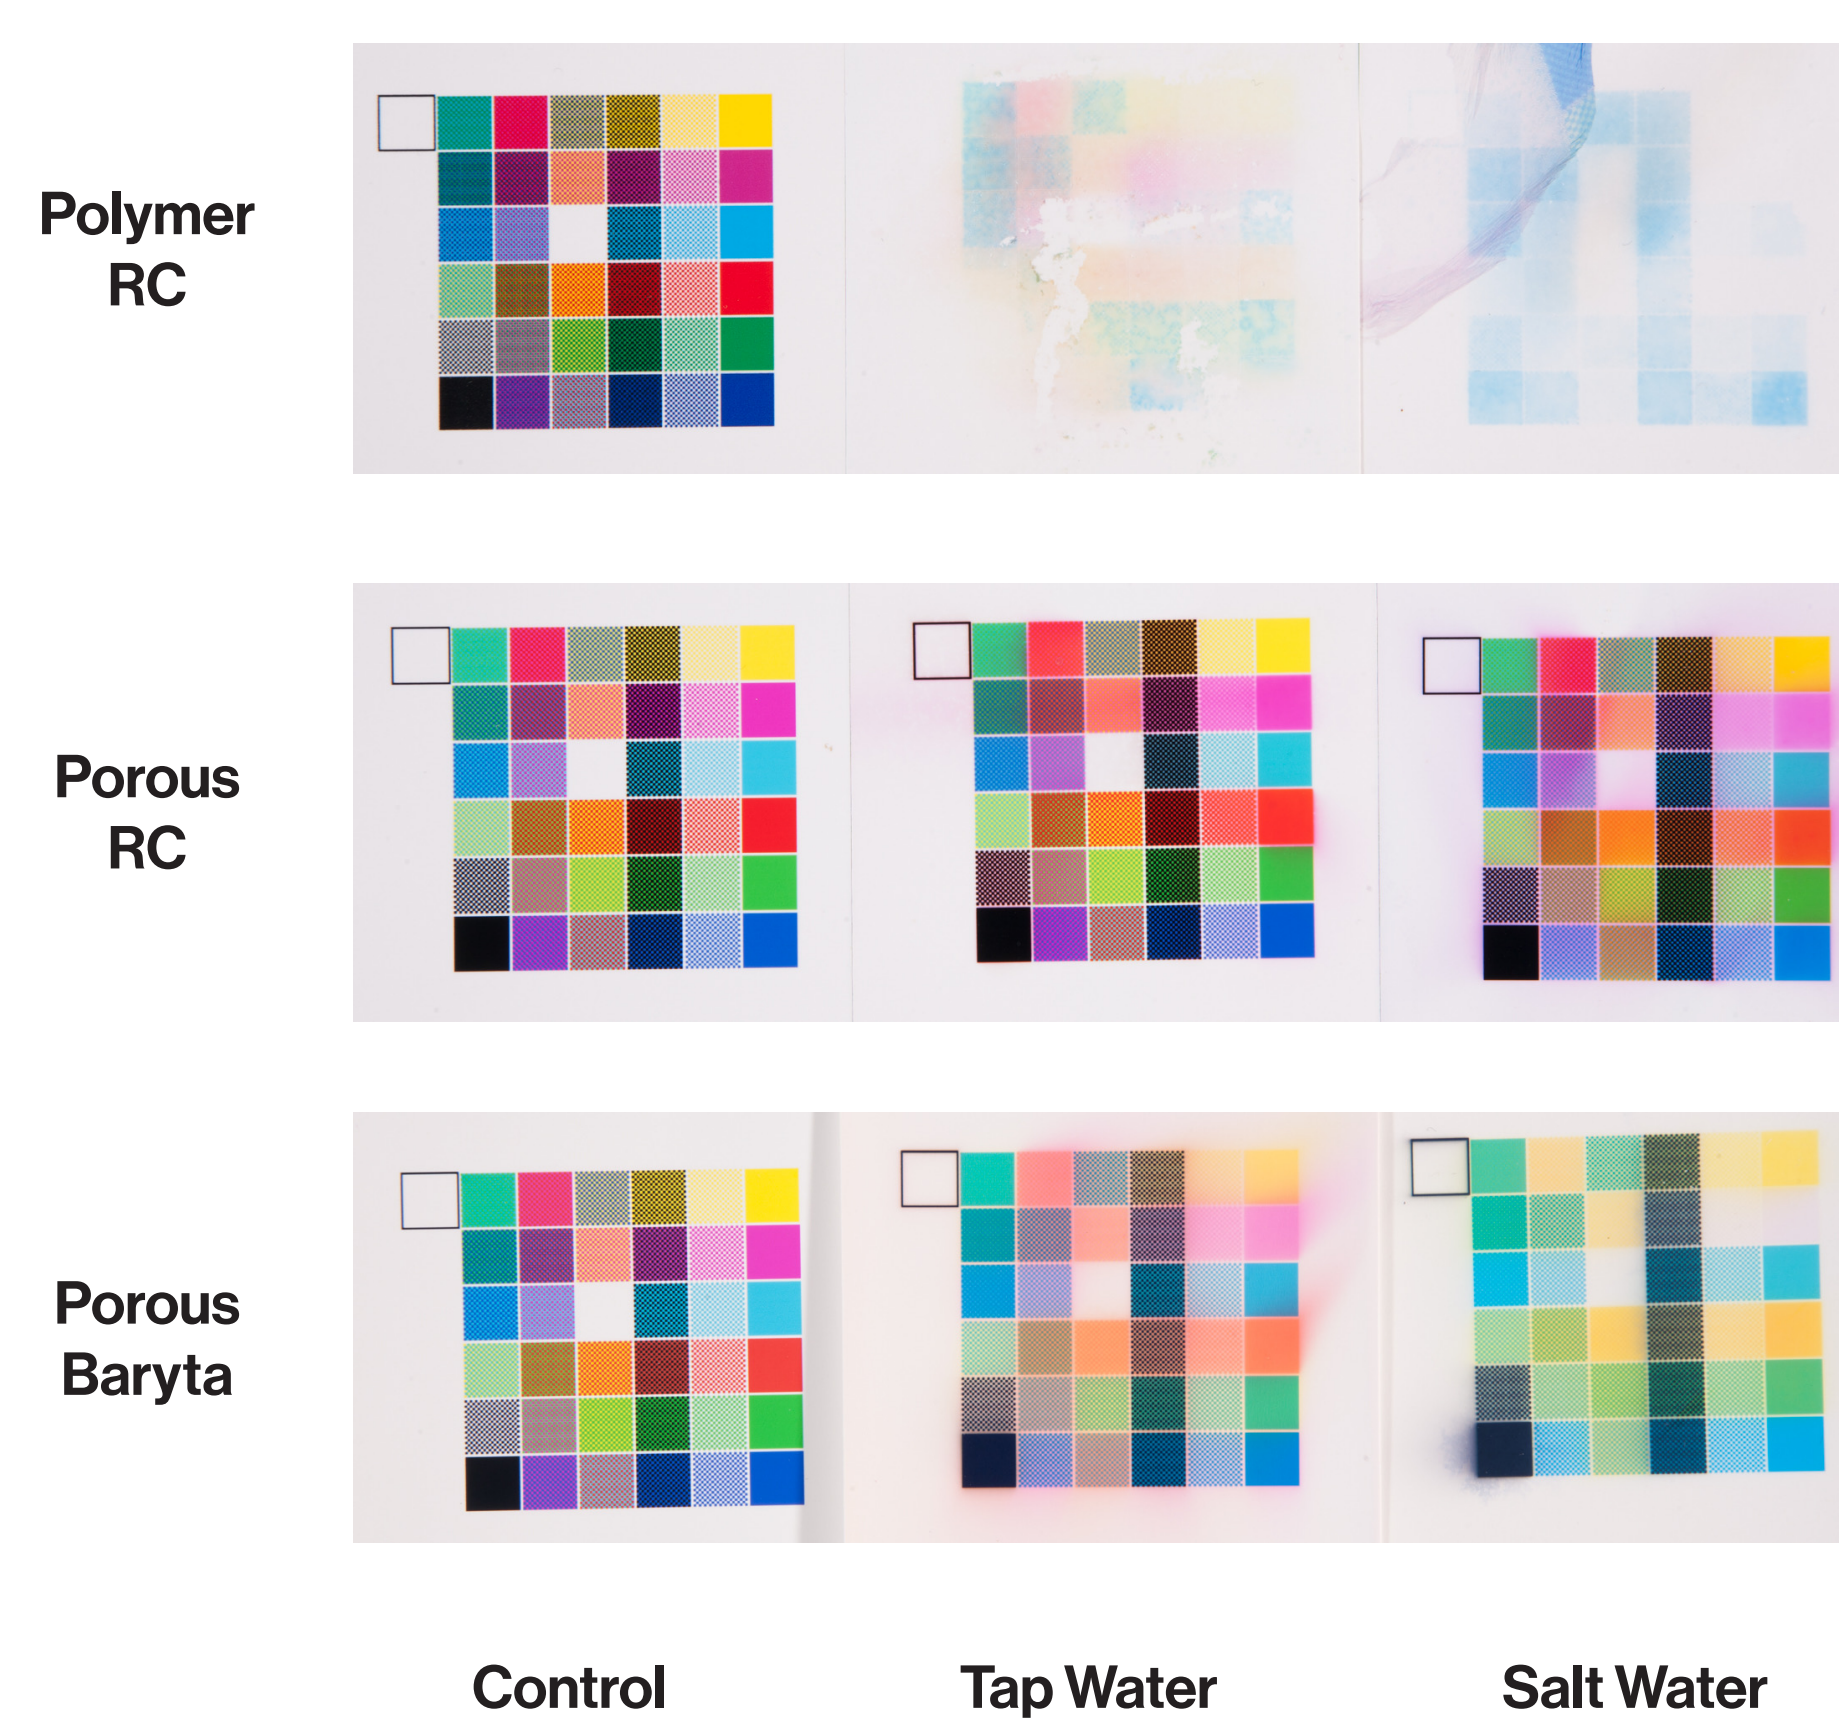 Polymer
RC
Porous
RC
Porous
Baryta
Control
Tap Water
Salt Water